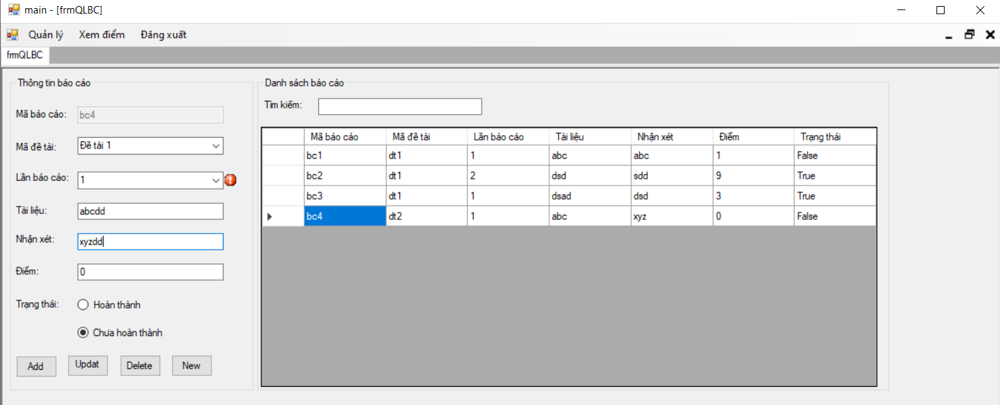 main - [frmQLBC]
Quản lý Xem điểm Đăng xuất
frmQLBC
Thông tin báo cáo
Mã báo cáo: bc4
Mã đề tài: Đề tài 1
Lần báo cáo: 1
Tài liệu: abcdd
Nhận xét: xyzdd
Điểm: 0
Trạng thái: Hoàn thành
Chưa hoàn thành
Add Updat Delete New
Danh sách báo cáo
Tìm kiếm:
Mã báo cáo Mã đề tài Lần báo cáo Tài liệu Nhận xét Điểm Trạng thái
bc1 dt1 1 abc abc 1 False
bc2 dt1 2 dsd sdd 9 True
bc3 dt1 1 dsad dsd 3 True
bc4 dt2 1 abc xyz 0 False